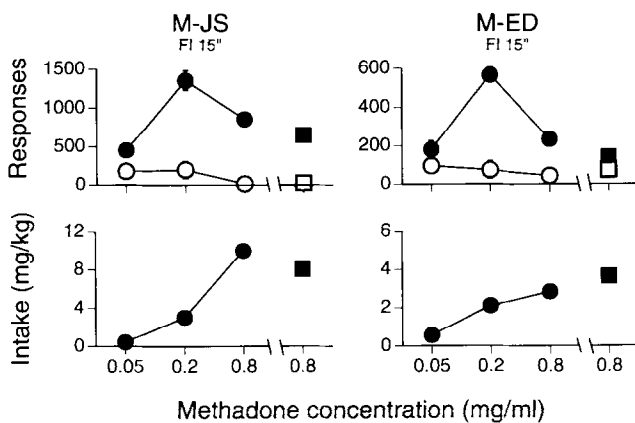 M-JS
FI 15"
M-ED
FI 15"
Responses
1500
1000
500
0
600
400
200
0
Intake (mg/kg)
12
8
4
0
6
4
2
0
0.05 0.2 0.8 0.8
0.05 0.2 0.8 0.8
Methadone concentration (mg/ml)